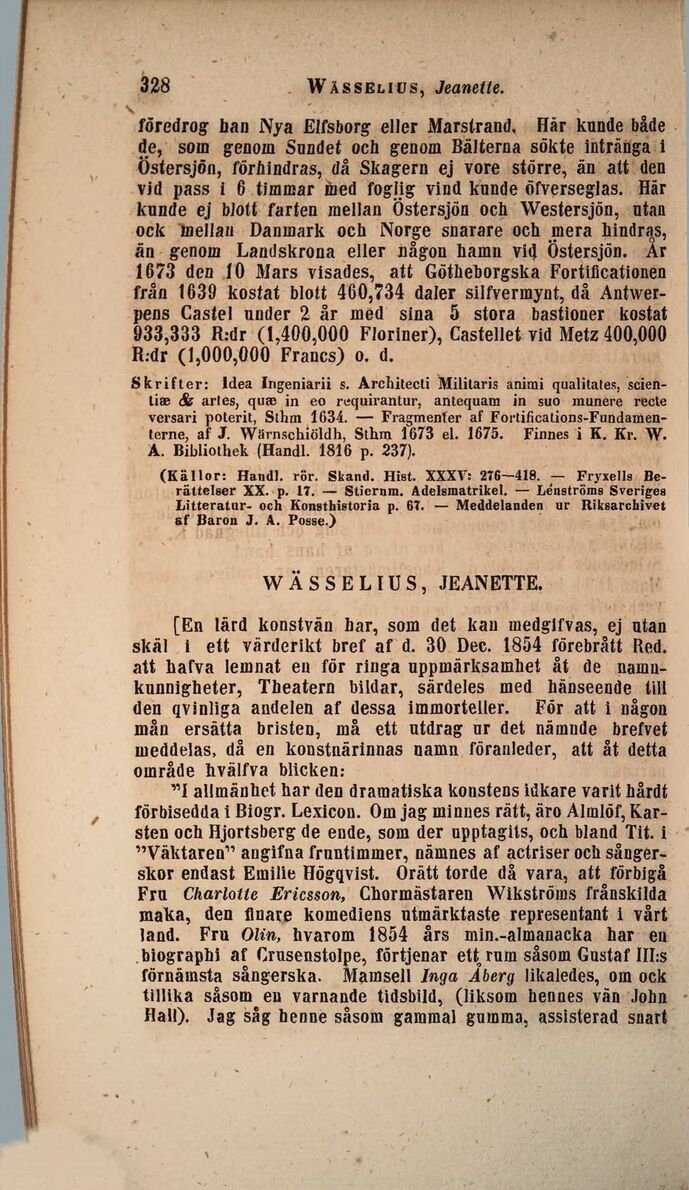 328 WÄSSELIUS, Jeanette.
föredrog han Nya Elfsborg eller Marstrand. Här kunde både
de, som genom Sundet och genom Bälterna sökte intränga i
Östersjön, förhindras, då Skagern ej vore större, än att den
vid pass i 6 timmar med foglig vind kunde öfverseglas. Här
kunde ej blott farten mellan Östersjön och Westersjön, utan
ock mellan Danmark och Norge snarare och mera hindras,
än genom Landskrona eller någon hamn vid Östersjön. År
1673 den 10 Mars visades, att Götheborgska Fortificationen
från 1639 kostat blott 460,734 daler silfvermynt, då Antwer-
pens Castel under 2 år med sina 5 stora bastioner kostat
933,333 R:dr (1,400,000 Floriner), Castellet vid Metz 400,000
R:dr (1,000,000 Francs) o. d.
Skrifter: Idea Ingeniarii s. Architecti Militaris animi qualitates, scien-
tiæ & artes, quæ in eo requirantur, antequam in suo munere recte
versari poterit, Sthm 1634. — Fragmenter af Fortifications-Fundamen-
terne, af J. Wärnschiöldh, Sthm 1673 el. 1675. Finnes i K. Kr. W.
A. Bibliothek (Handl. 1816 p. 237).
(Källor: Handl. rör. Skand. Hist. XXXV: 276—418. — Fryxells Be-
rättelser XX. p. 17. — Stiernm. Adelsmatrikel. — Lénströms Sveriges
Litteratur- och Konsthistoria p. 67. — Meddelanden ur Riksarchivet
af Baron J. A. Posse.)
WÄSSELIUS, JEANETTE.
[En lärd konstvän har, som det kan medgifvas, ej utan
skäl i ett värderikt bref af d. 30 Dec. 1854 förebrått Red.
att hafva lemnat en för ringa uppmärksamhet åt de namn-
kunnigheter, Theatern bildar, särdeles med hänseende till
den qvinliga andelen af dessa immorteller. För att i någon
mån ersätta bristen, må ett utdrag ur det nämnde brefvet
meddelas, då en konstnärinnas namn föranleder, att åt detta
område hvälfva blicken:
"I allmänhet har den dramatiska konstens idkare varit hårdt
förbisedda i Biogr. Lexicon. Om jag minnes rätt, äro Almlöf, Kar-
sten och Hjortsberg de ende, som der upptagits, och bland Tit. i
"Väktaren" angifna fruntimmer, nämnes af actriser och sånger-
skor endast Emilie Högqvist. Orätt torde då vara, att förbigå
Fru Charlotte Ericsson, Chormästaren Wikströms frånskilda
maka, den finare komediens utmärktaste representant i vårt
land. Fru Olin, hvarom 1854 års min.-almanacka har en
biographi af Crusenstolpe, förtjenar ett rum såsom Gustaf III:s
förnämsta sångerska. Mamsell Inga Åberg likaledes, om ock
tillika såsom en varnande tidsbild, (liksom hennes vän John
Hall). Jag såg henne såsom gammal gumma, assisterad snart